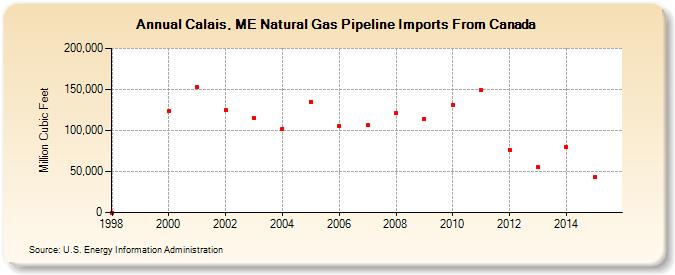 Annual Calais, ME Natural Gas Pipeline Imports From Canada
Million Cubic Feet
200,000
150,000
100,000
50,000
0
1998 2000 2002 2004 2006 2008 2010 2012 2014
Source: U.S. Energy Information Administration